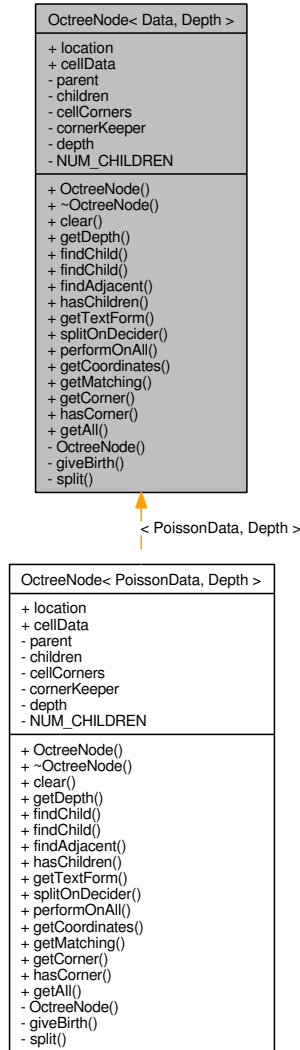 OctreeNode< Data, Depth >
+ location
+ cellData
- parent
- children
- cellCorners
- cornerKeeper
- depth
- NUM_CHILDREN
+ OctreeNode()
+ ~OctreeNode()
+ clear()
+ getDepth()
+ findChild()
+ findChild()
+ findAdjacent()
+ hasChildren()
+ getTextForm()
+ splitOnDecider()
+ performOnAll()
+ getCoordinates()
+ getMatching()
+ getCorner()
+ hasCorner()
+ getAll()
- OctreeNode()
- giveBirth()
- split()
< PoissonData, Depth >
OctreeNode< PoissonData, Depth >
+ location
+ cellData
- parent
- children
- cellCorners
- cornerKeeper
- depth
- NUM_CHILDREN
+ OctreeNode()
+ ~OctreeNode()
+ clear()
+ getDepth()
+ findChild()
+ findChild()
+ findAdjacent()
+ hasChildren()
+ getTextForm()
+ splitOnDecider()
+ performOnAll()
+ getCoordinates()
+ getMatching()
+ getCorner()
+ hasCorner()
+ getAll()
- OctreeNode()
- giveBirth()
- split()